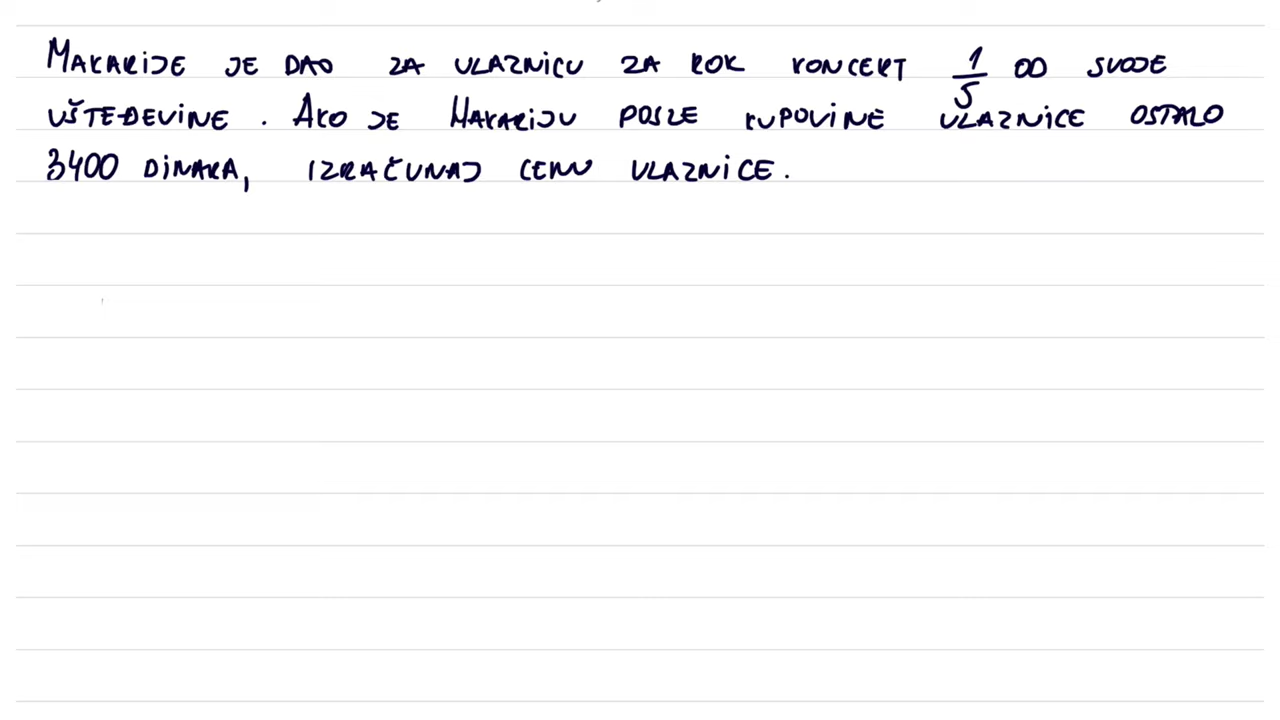 Makarije je dao za ulaznicu za rok koncert 1/5 od svoje
ušteđevine. Ako je Makariju posle kupovine ulaznice ostalo
3400 dinara, izračunaj cenu ulaznice.